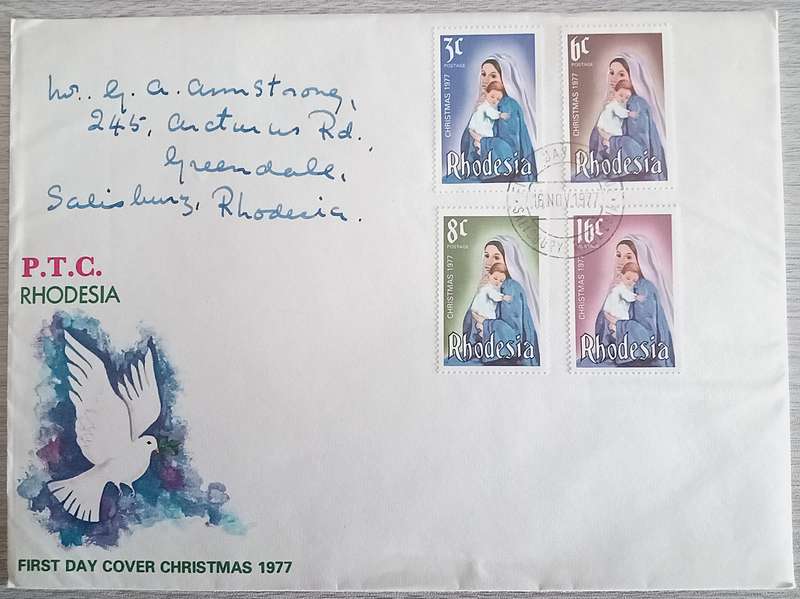 Mr. G. A. Armstrong,
245, Arcturus Rd.,
Greendale,
Salisbury, Rhodesia.
P.T.C.
RHODESIA
FIRST DAY COVER CHRISTMAS 1977
3c
POSTAGE
CHRISTMAS 1977
Rhodesia
6c
POSTAGE
CHRISTMAS 1977
Rhodesia
8c
POSTAGE
CHRISTMAS 1977
Rhodesia
16c
POSTAGE
CHRISTMAS 1977
Rhodesia
DAY
16 NOV 1977